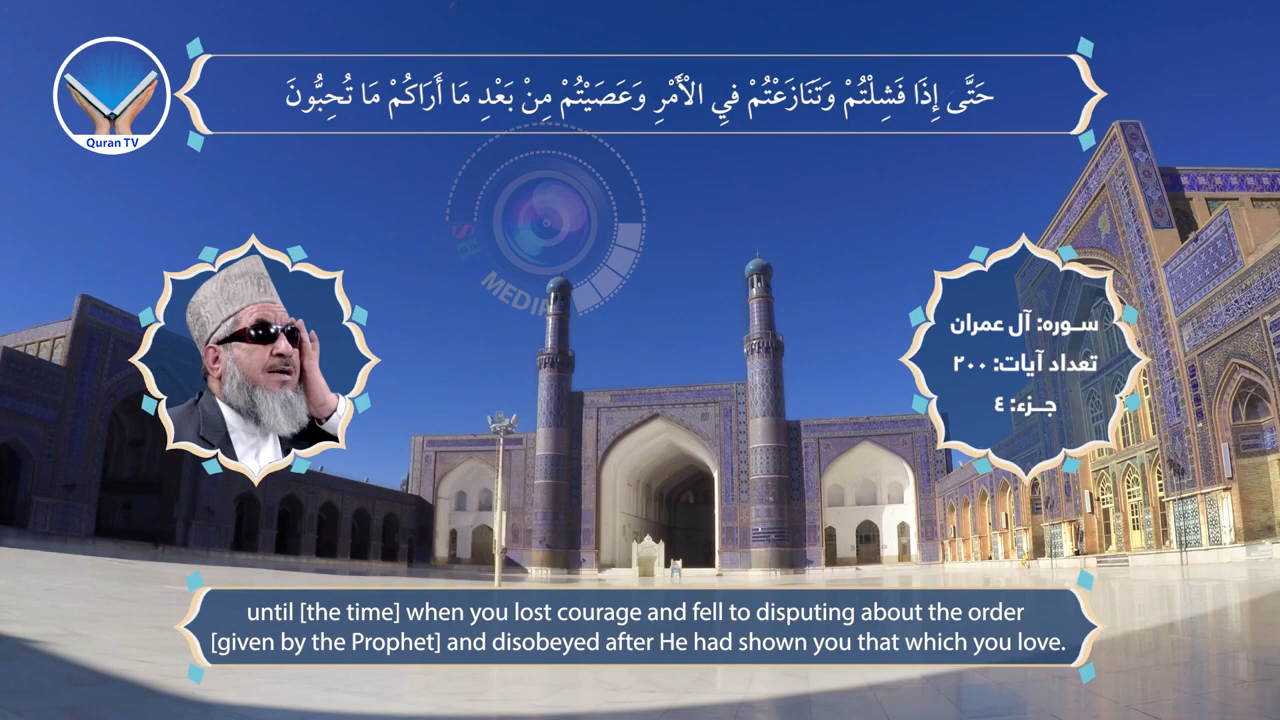 حَتَّى إِذَا فَشِلْتُمْ وَتَنَازَعْتُمْ فِي الْأَمْرِ وَعَصَيْتُمْ مِنْ بَعْدِ مَا أَرَاكُمْ مَا تُحِبُّونَ
Quran TV
SH
MEDIA
سوره: آل عمران
تعداد آیات: ۲۰۰
جزء: ٤
until [the time] when you lost courage and fell to disputing about the order
[given by the Prophet] and disobeyed after He had shown you that which you love.